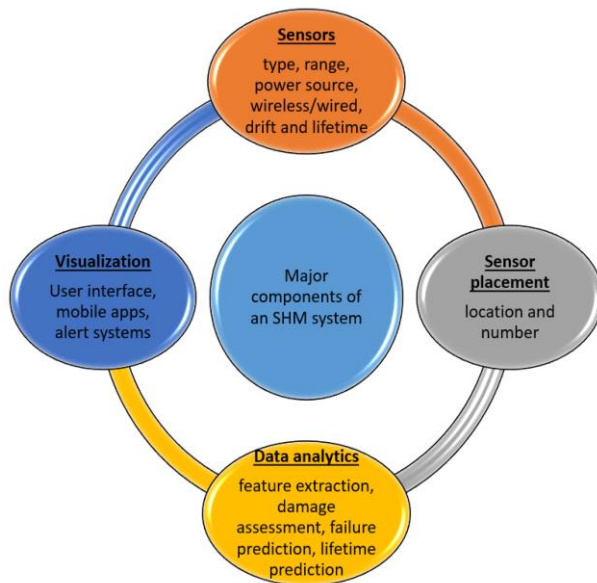 Sensors
type, range,
power source,
wireless/wired,
drift and lifetime
Visualization
User interface,
mobile apps,
alert systems
Major
components of
an SHM system
Sensor
placement
location and
number
Data analytics
feature extraction,
damage
assessment, failure
prediction, lifetime
prediction